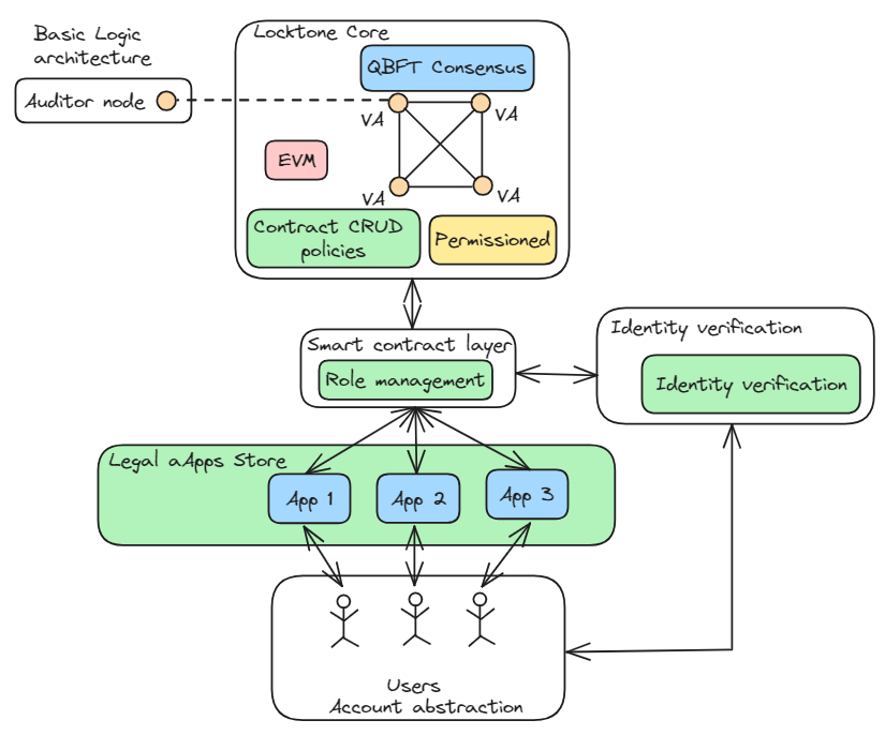 Basic Logic
architecture
Auditor node
Locktone Core
QBFT Consensus
VA
VA
EVM
VA
VA
Contract CRUD
policies
Permissioned
Smart contract layer
Role management
Identity verification
Identity verification
Legal aApps Store
App 1
App 2
App 3
Users
Account abstraction